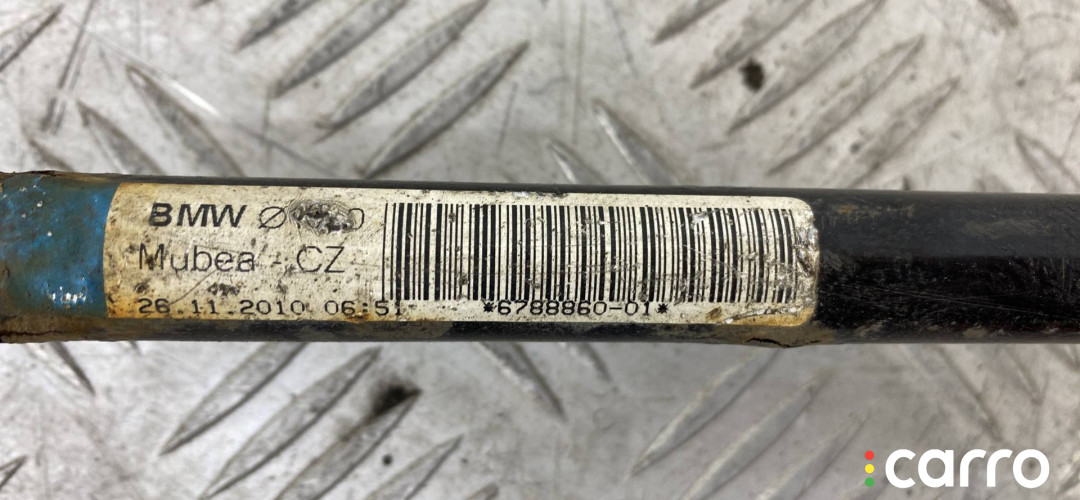 BMW
Mubea - CZ
26.11.2010 06:51
*6788860-01*
carro